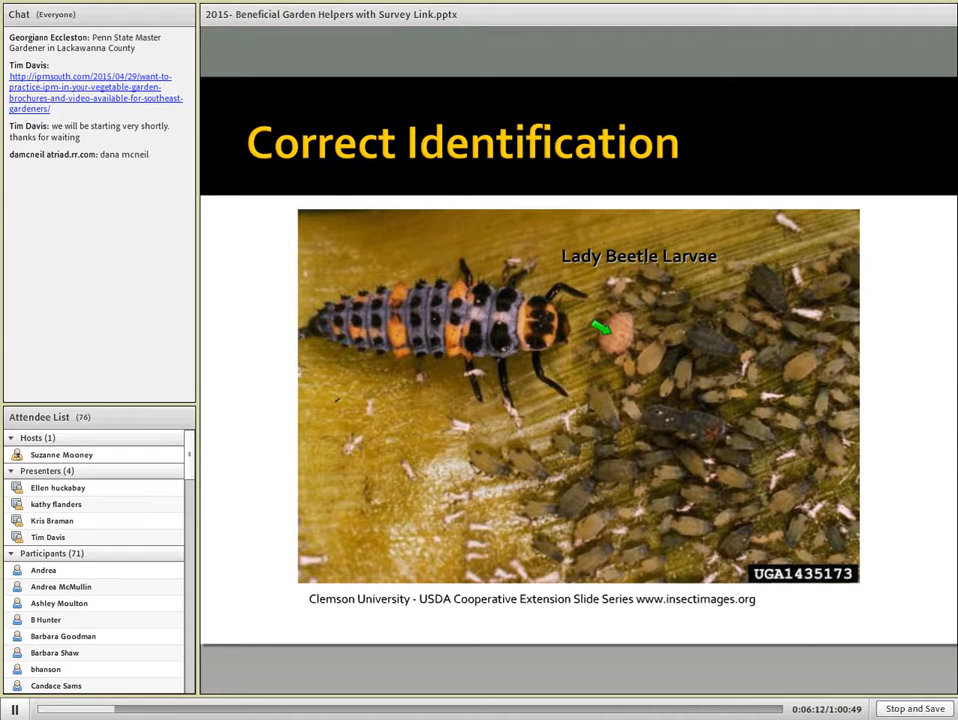 Chat (Everyone)
Georgiann Eccleston: Penn State Master
Gardener in Lackawanna County
Tim Davis:
http://ipmsouth.com/2015/04/29/want-to-
practice-ipm-in-your-vegetable-garden-
brochures-and-video-available-for-southeast-
gardeners/
Tim Davis: we will be starting very shortly.
thanks for waiting
damcneil atriad.rr.com: dana mcneil
Attendee List (76)
Hosts (1)
Suzanne Mooney
Presenters (4)
Ellen huckabay
kathy flanders
Kris Braman
Tim Davis
Participants (71)
Andrea
Andrea McMullin
Ashley Moulton
B Hunter
Barbara Goodman
Barbara Shaw
bhanson
Candace Sams
2015- Beneficial Garden Helpers with Survey Link.pptx
Correct Identification
Lady Beetle Larvae
UGA1435173
Clemson University - USDA Cooperative Extension Slide Series www.insectimages.org
0:06:12/1:00:49
Stop and Save